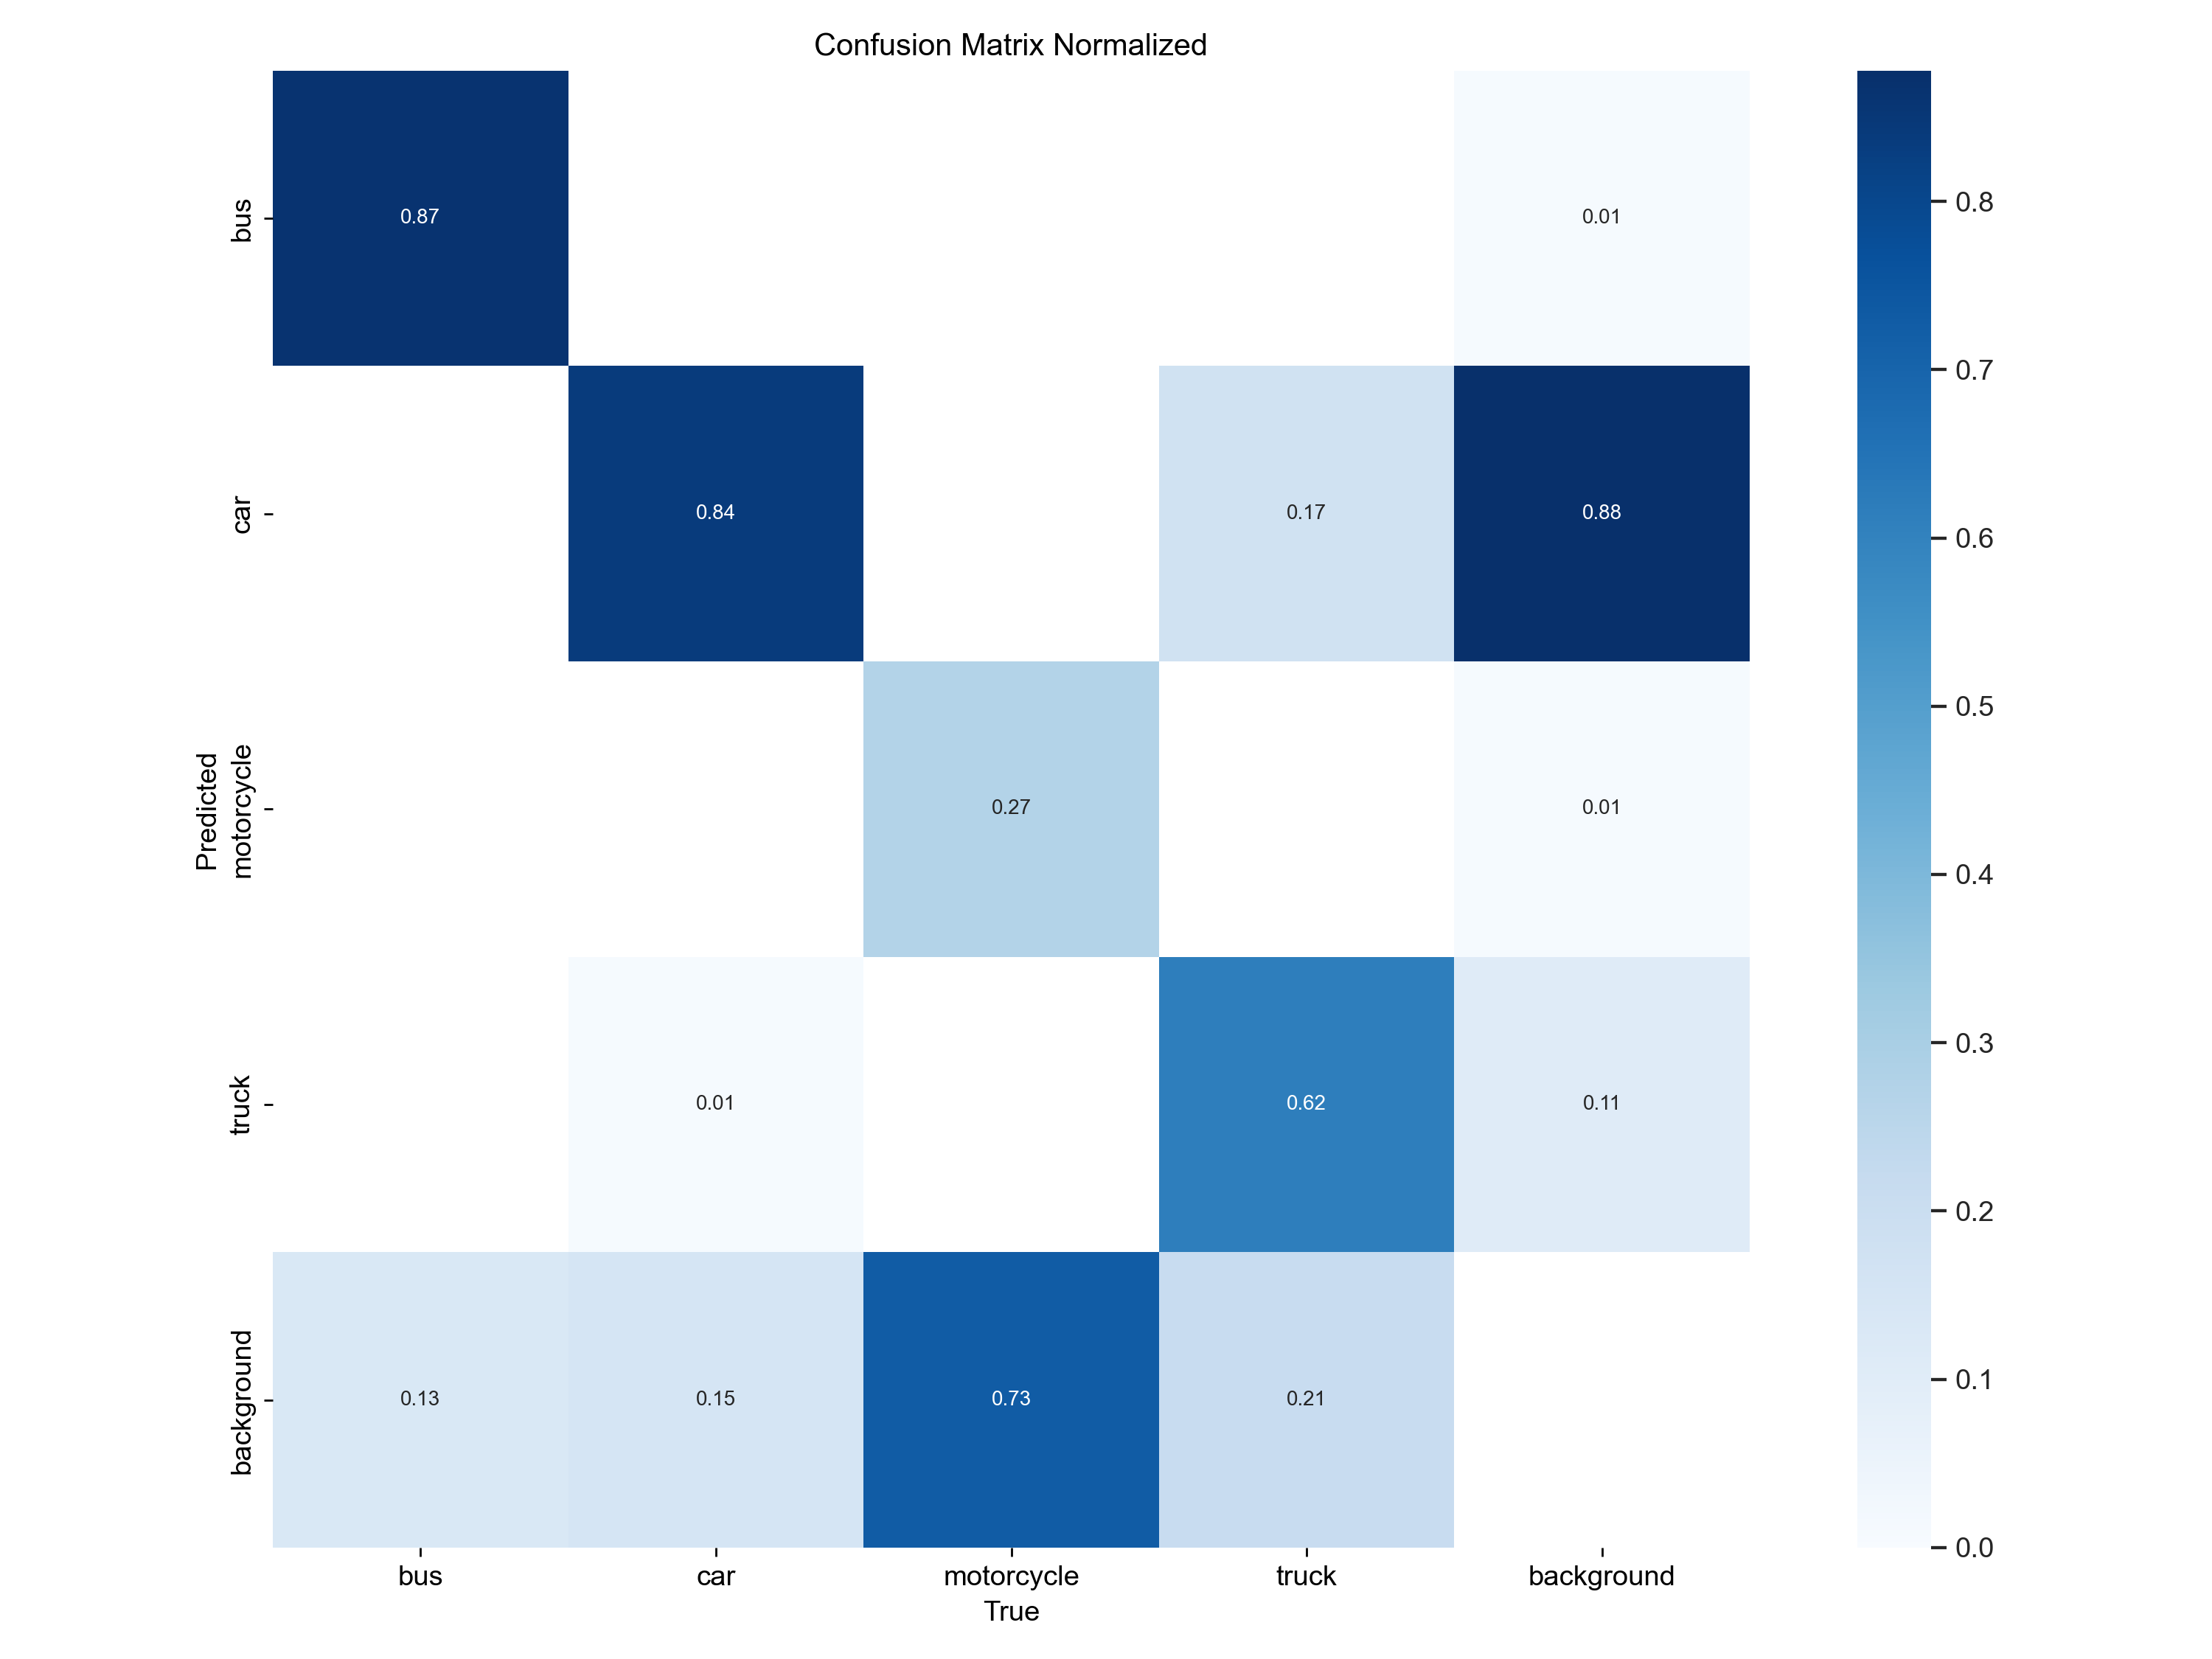 Confusion Matrix Normalized
bus
0.87
0.01
0.8
0.7
car
0.84
0.17
0.88
0.6
0.5
Predicted
motorcycle
0.27
0.01
0.4
0.3
truck
0.01
0.62
0.11
0.2
0.1
background
0.13
0.15
0.73
0.21
0.0
bus
car
motorcycle
truck
background
True